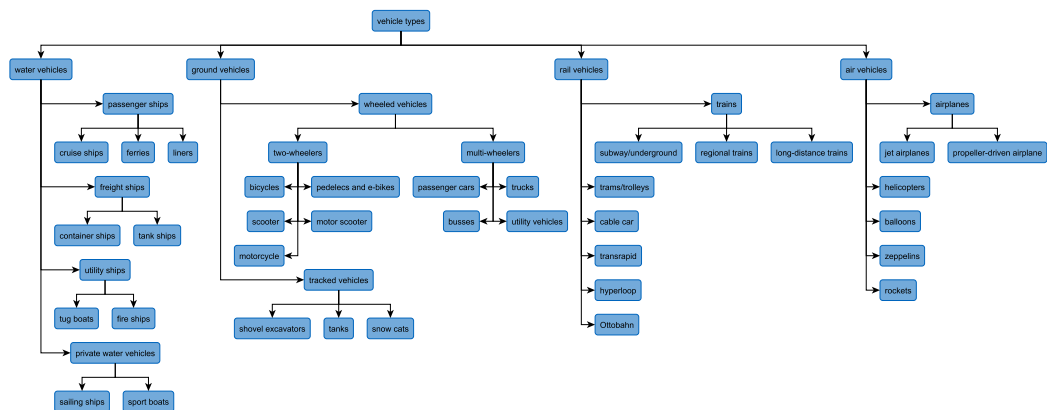 vehicle types
water vehicles
ground vehicles
rail vehicles
air vehicles
passenger ships
wheeled vehicles
trains
airplanes
cruise ships
ferries
liners
two-wheelers
multi-wheelers
subway/underground
regional trains
long-distance trains
jet airplanes
propeller-driven airplane
freight ships
bicycles
pedelecs and e-bikes
passenger cars
trucks
trams/trolleys
helicopters
container ships
tank ships
scooter
motor scooter
busses
utility vehicles
cable car
balloons
motorcycle
transrapid
zeppelins
utility ships
tracked vehicles
hyperloop
rockets
tug boats
fire ships
shovel excavators
tanks
snow cats
Ottobahn
private water vehicles
sailing ships
sport boats